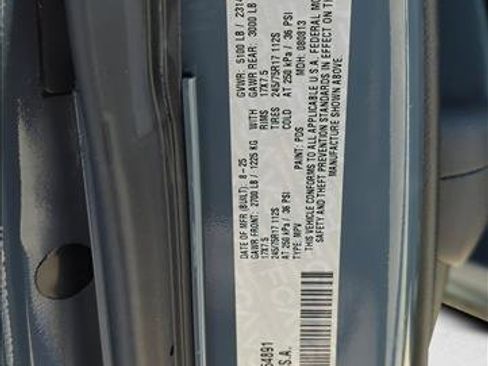 DATE OF MFR (BUILT): 8-25 GVWR: 5100 LB /
GAWR FRONT: 2700 LB / 1225 KG WITH GAWR REAR: 3000 LB
17X7.5 RIMS 17X7.5
245/75R17 112S TIRES 245/75R17 112S
AT 250 kPa / 36 PSI COLD AT 250 kPa / 36 PSI
TYPE: MPV PAINT: PDS MDH: 080813
THIS VEHICLE CONFORMS TO ALL APPLICABLE U.S.A. FEDERAL
SAFETY AND THEFT PREVENTION STANDARDS IN EFFECT ON
MANUFACTURE SHOWN ABOVE.
64891
S.A.